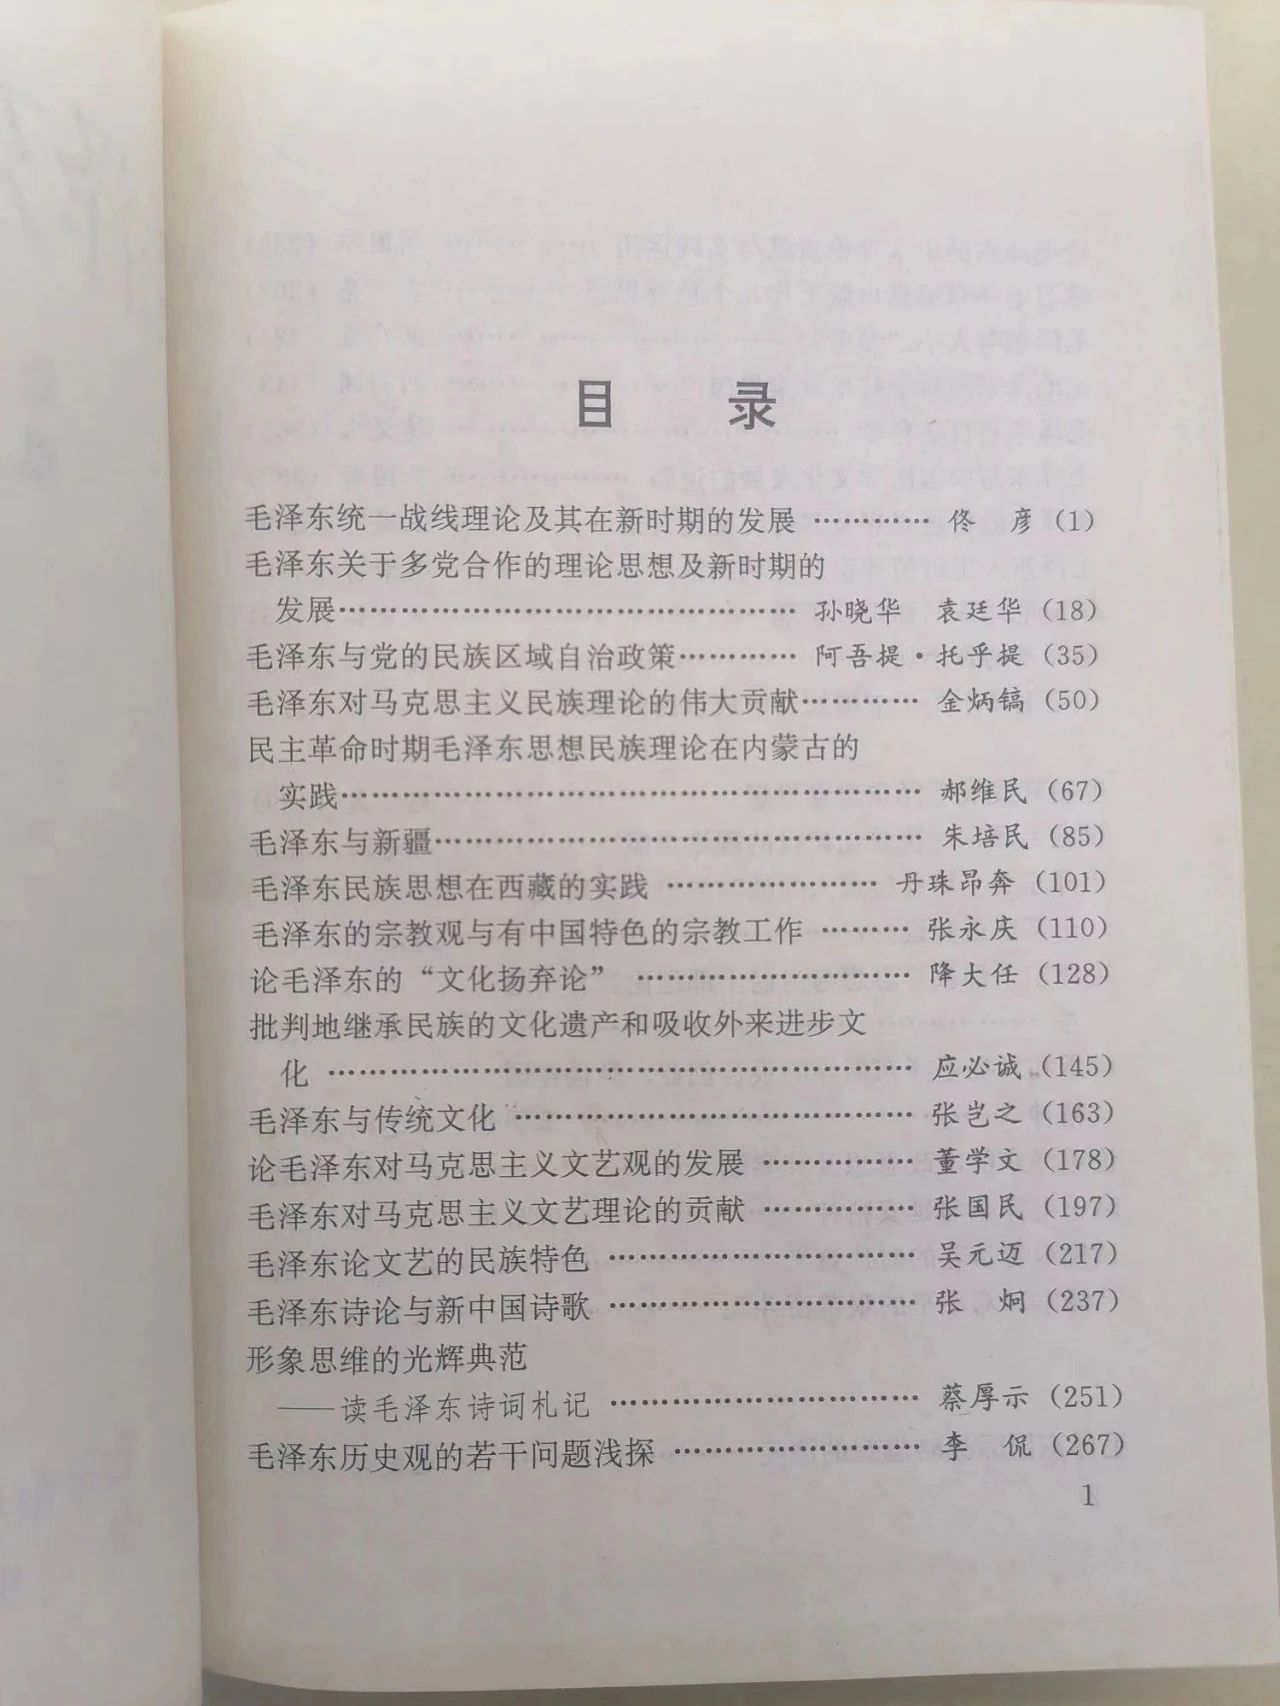 目 录
毛泽东统一战线理论及其在新时期的发展 ………… 佟 彦 (1)
毛泽东关于多党合作的理论思想及新时期的
发展………………………………………… 孙晓华 袁廷华 (18)
毛泽东与党的民族区域自治政策………… 阿吾提·托乎提 (35)
毛泽东对马克思主义民族理论的伟大贡献………… 金炳镐 (50)
民主革命时期毛泽东思想民族理论在内蒙古的
实践…………………………………………………… 郝维民 (67)
毛泽东与新疆…………………………………………… 朱培民 (85)
毛泽东民族思想在西藏的实践 ………………… 丹珠昂奔 (101)
毛泽东的宗教观与有中国特色的宗教工作 ……… 张永庆 (110)
论毛泽东的“文化扬弃论” ……………………… 降大任 (128)
批判地继承民族的文化遗产和吸收外来进步文
化 …………………………………………………… 应必诚 (145)
毛泽东与传统文化 ………………………………… 张岂之 (163)
论毛泽东对马克思主义文艺观的发展 …………… 董学文 (178)
毛泽东对马克思主义文艺理论的贡献 …………… 张国民 (197)
毛泽东论文艺的民族特色 ………………………… 吴元迈 (217)
毛泽东诗论与新中国诗歌 ………………………… 张 炯 (237)
形象思维的光辉典范
——读毛泽东诗词札记 ………………………… 蔡厚示 (251)
毛泽东历史观的若干问题浅探 …………………… 李 侃 (267)
1